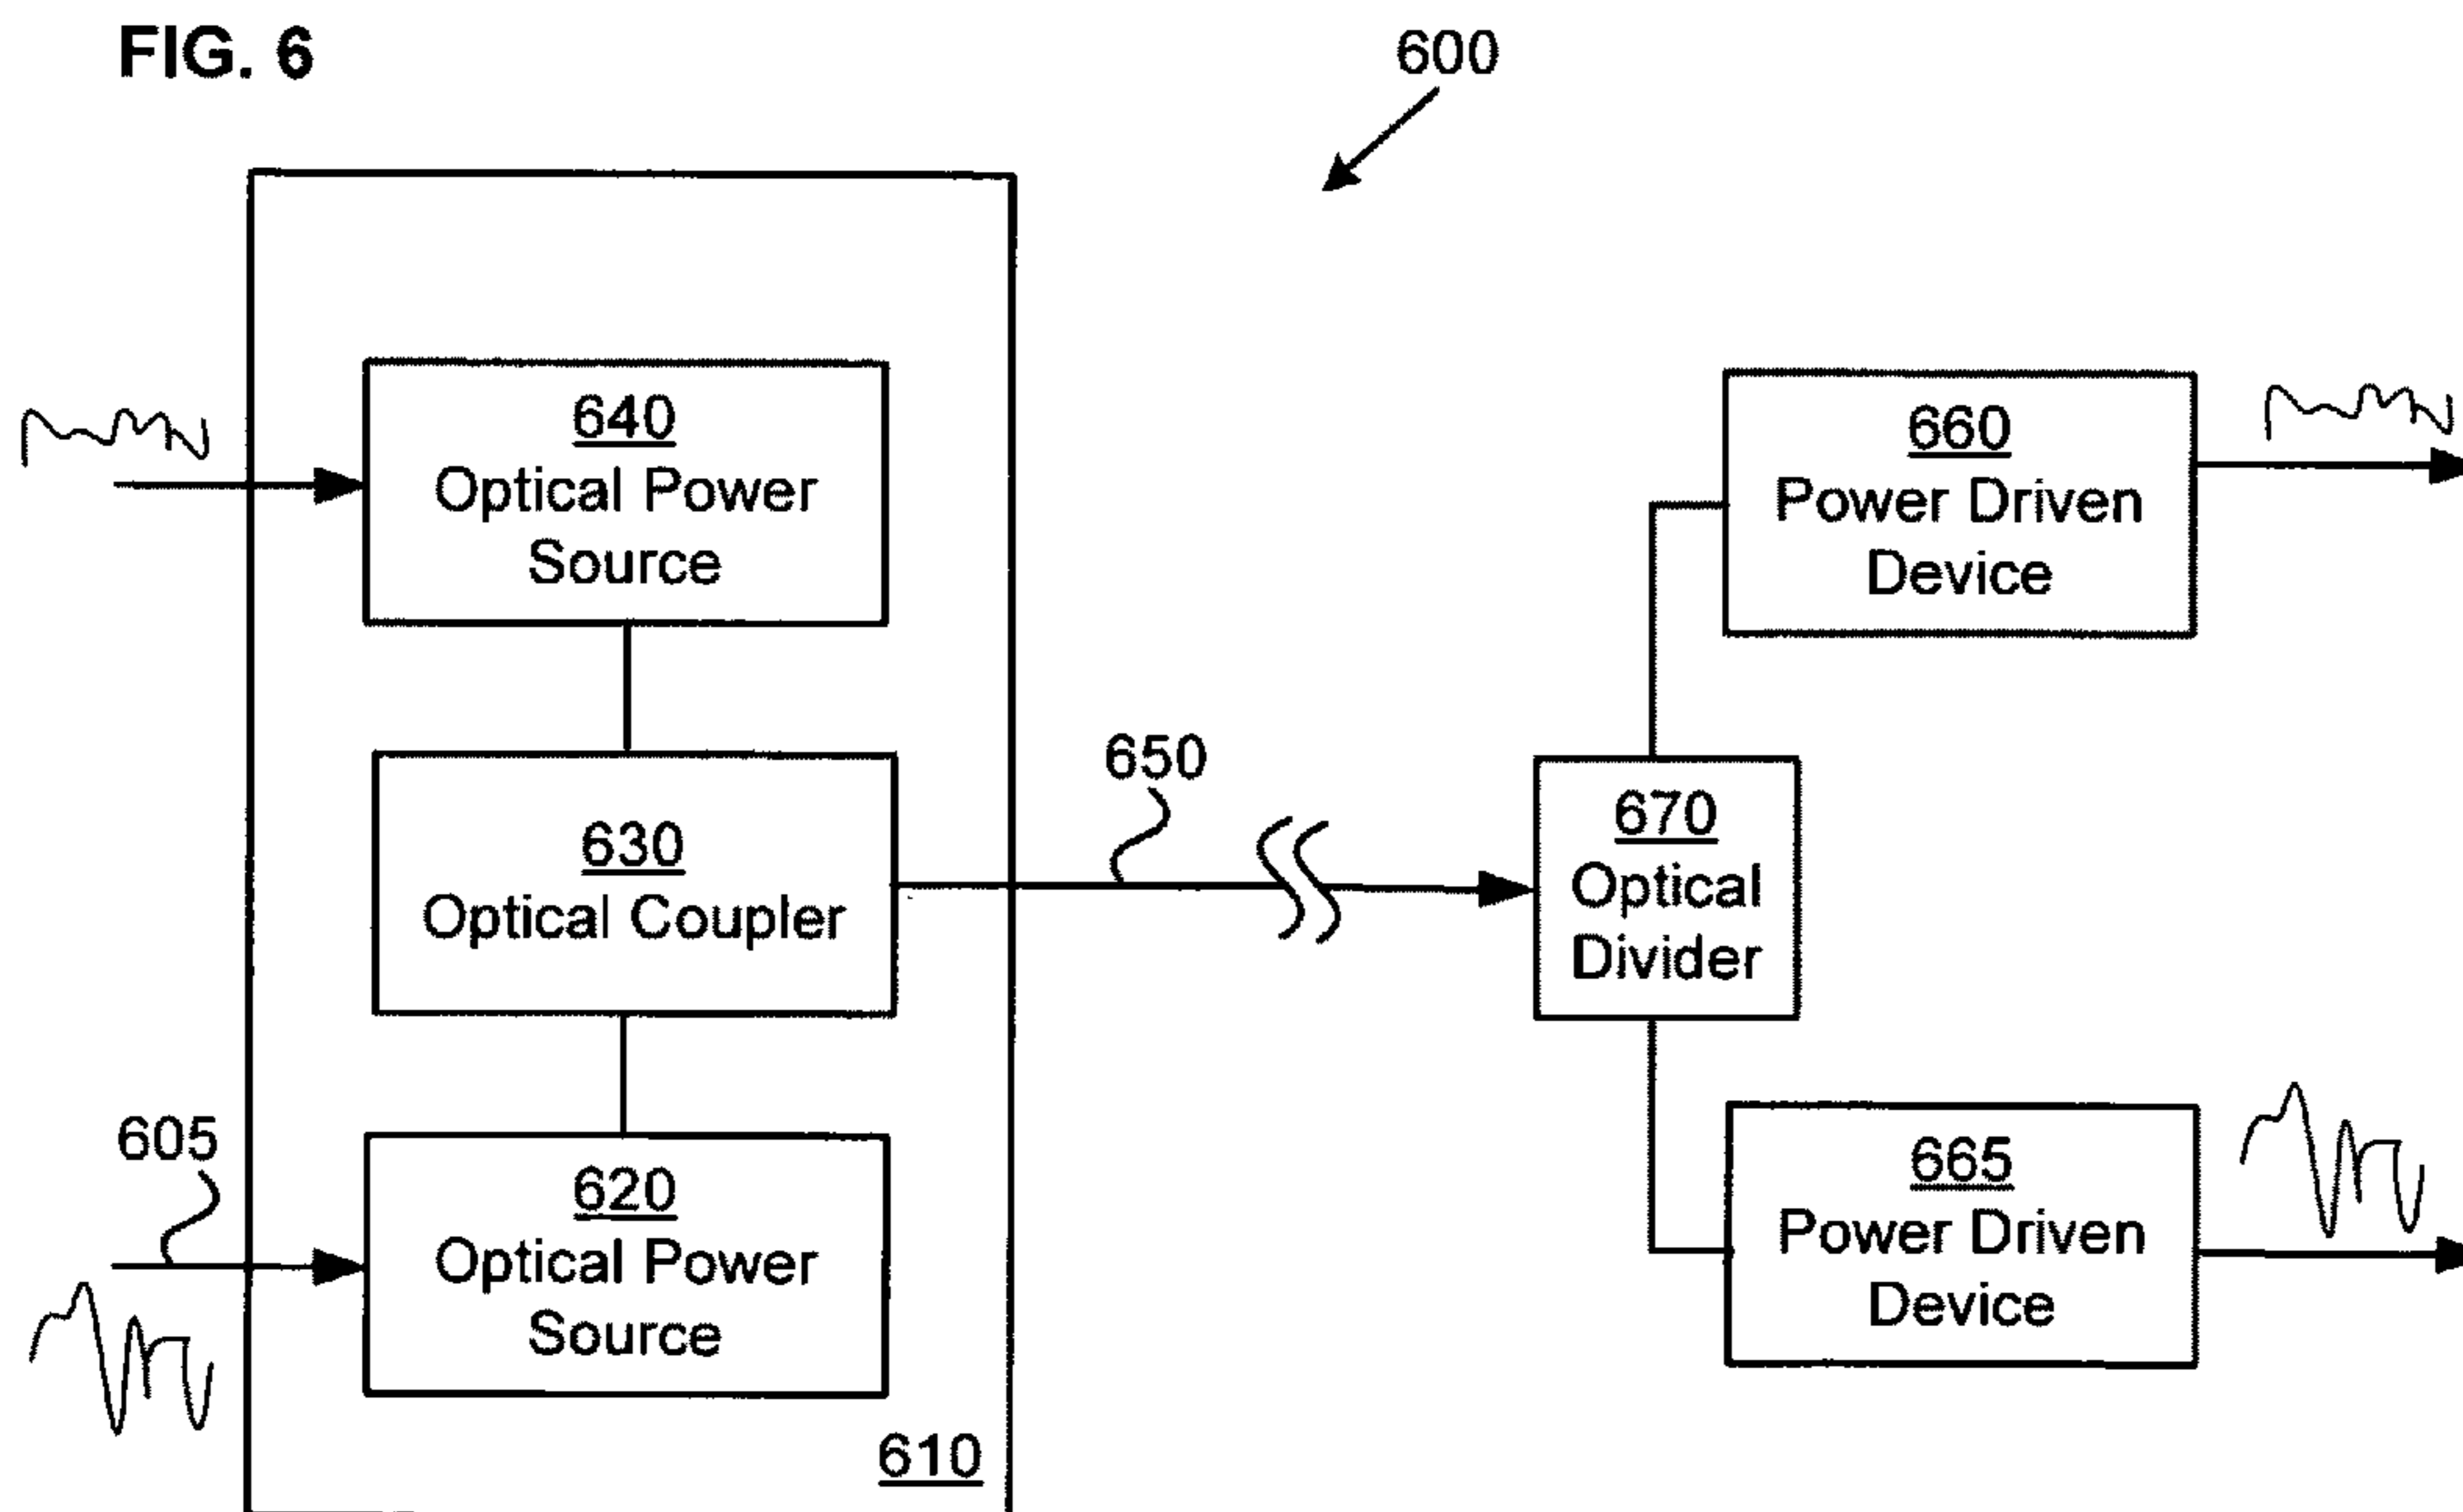 FIG. 6
600
640
Optical Power
Source
660
Power Driven
Device
650
630
Optical Coupler
670
Optical
Divider
605
620
Optical Power
Source
665
Power Driven
Device
610